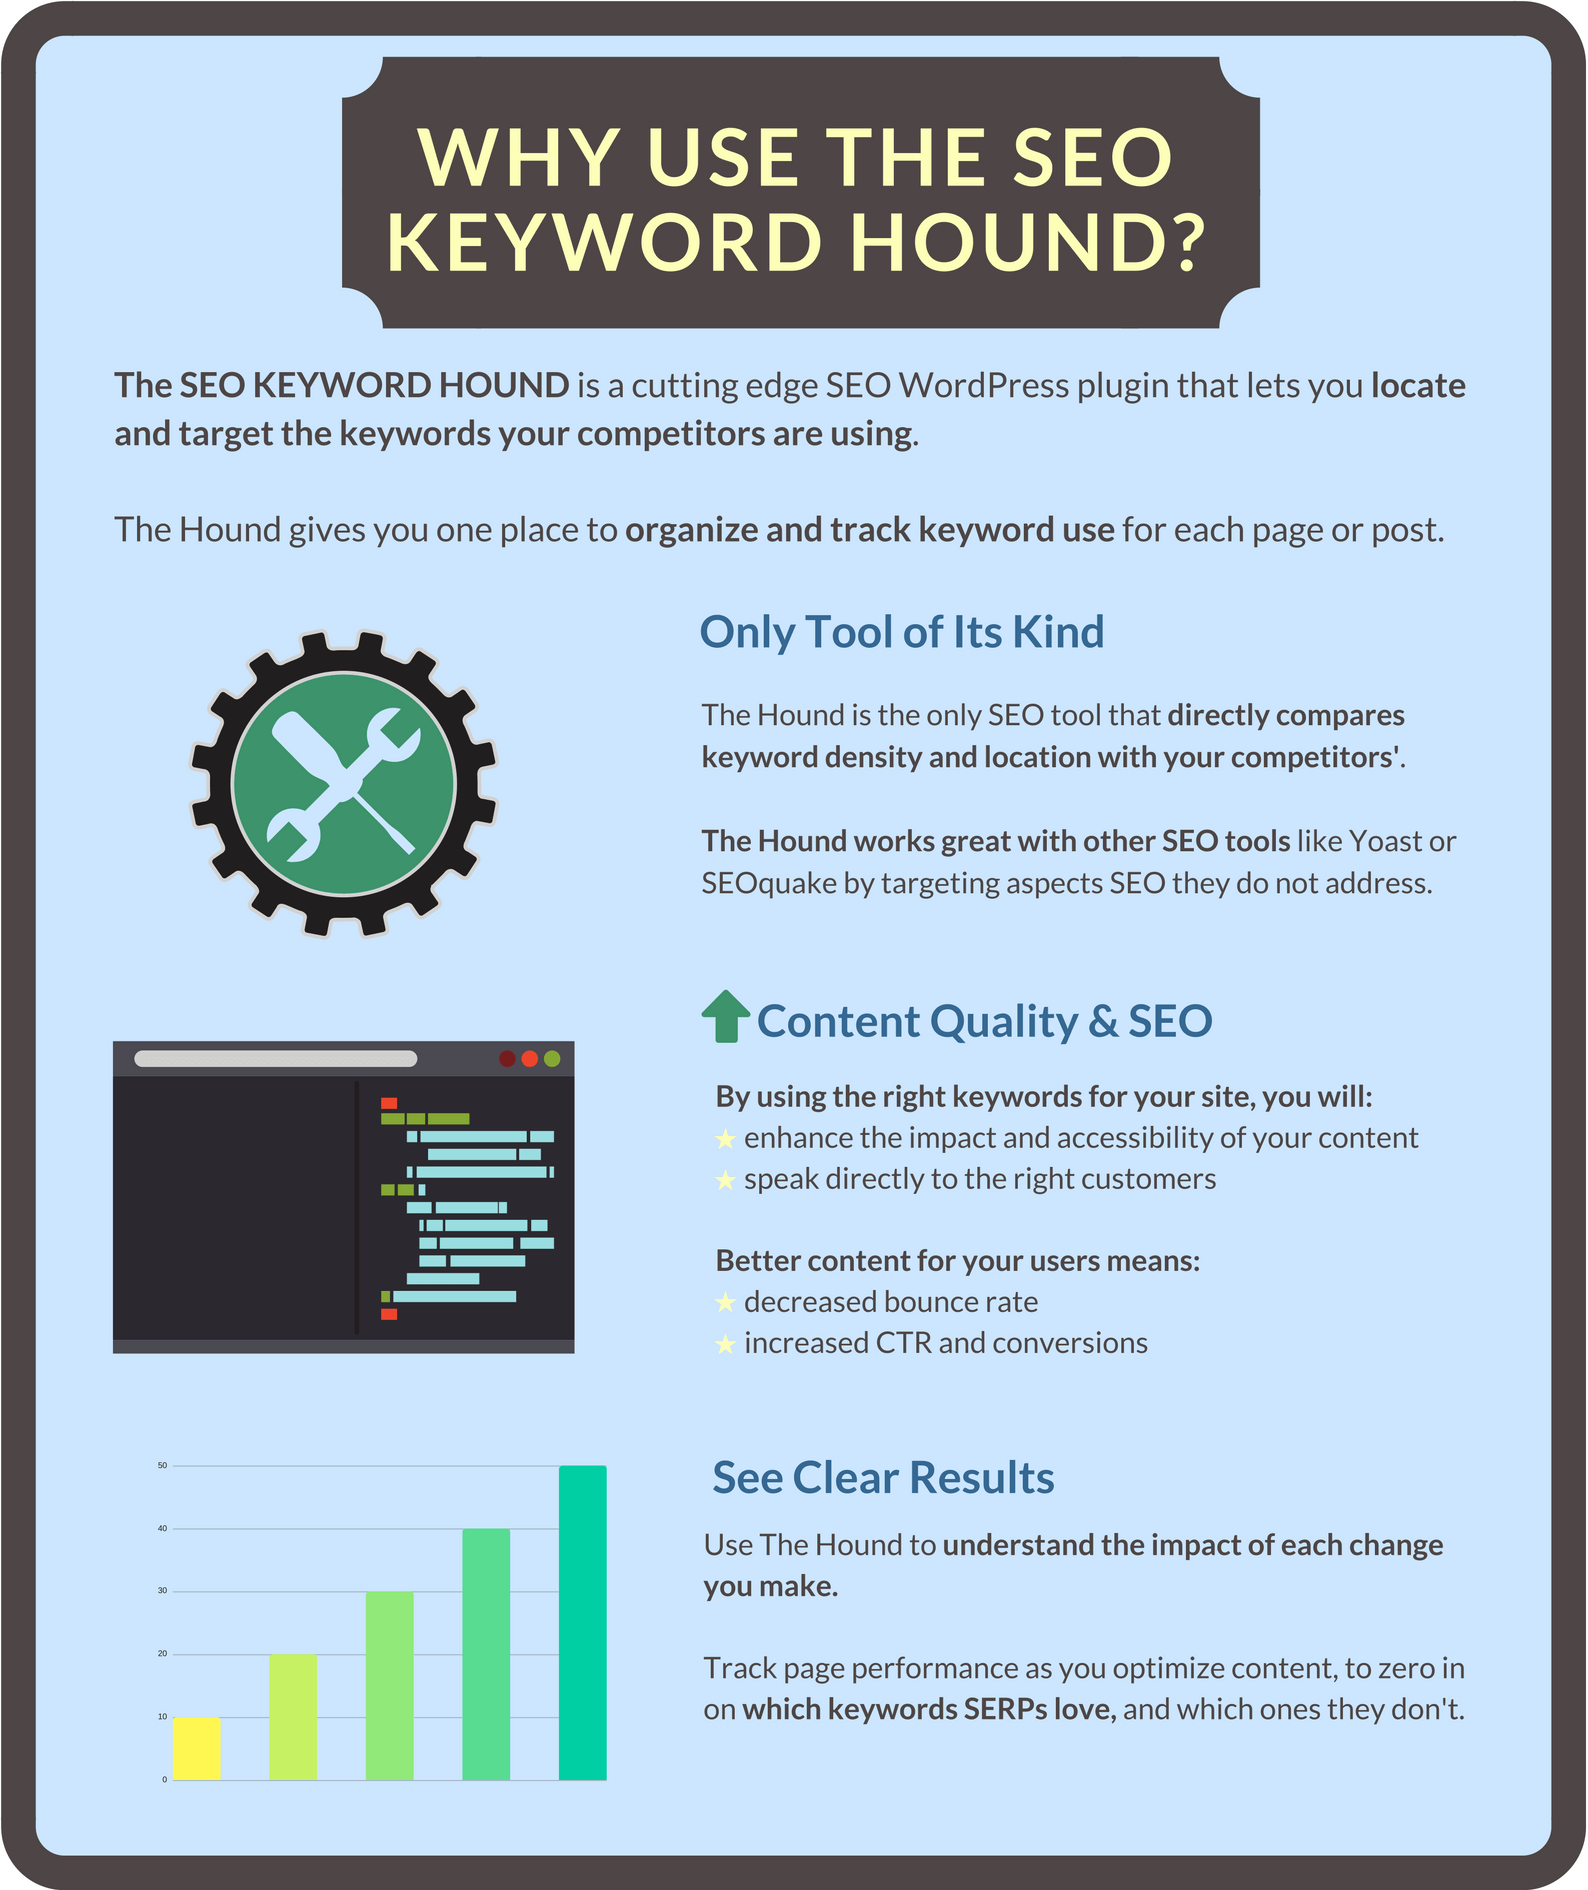 WHY USE THE SEO
KEYWORD HOUND?
The SEO KEYWORD HOUND is a cutting edge SEO WordPress plugin that lets you locate
and target the keywords your competitors are using.
The Hound gives you one place to organize and track keyword use for each page or post.
Only Tool of Its Kind
The Hound is the only SEO tool that directly compares
keyword density and location with your competitors'.
The Hound works great with other SEO tools like Yoast or
SEOquake by targeting aspects SEO they do not address.
Content Quality & SEO
By using the right keywords for your site, you will:
enhance the impact and accessibility of your content
speak directly to the right customers
Better content for your users means:
decreased bounce rate
increased CTR and conversions
50
40
30
20
10
0
See Clear Results
Use The Hound to understand the impact of each change
you make.
Track page performance as you optimize content, to zero in
on which keywords SERPs love, and which ones they don't.